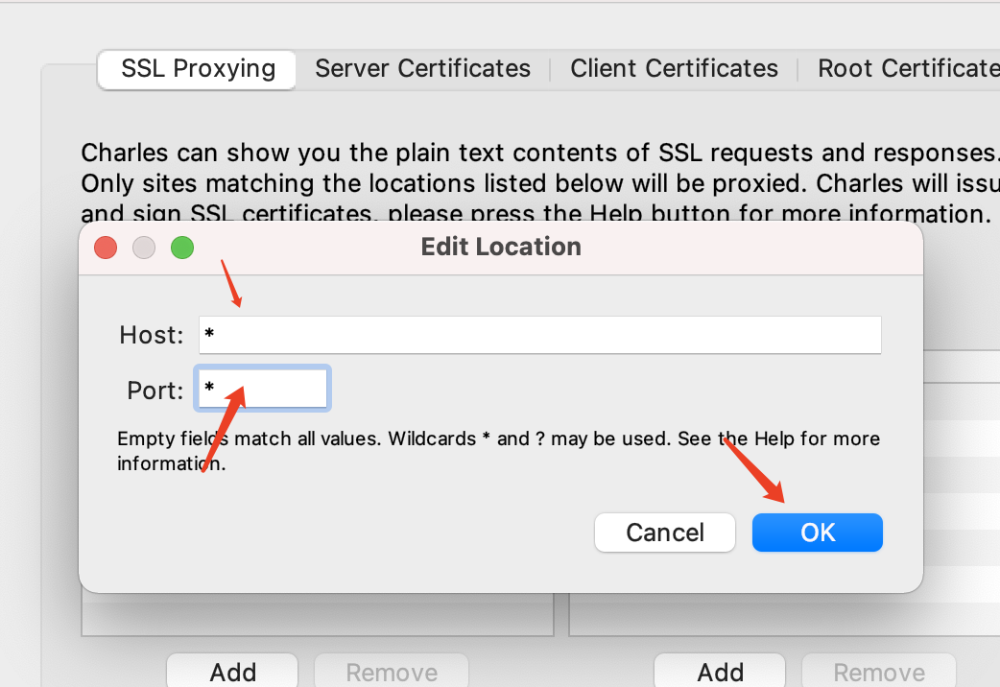 SSL Proxying Server Certificates Client Certificates Root Certificate
Charles can show you the plain text contents of SSL requests and responses.
Only sites matching the locations listed below will be proxied. Charles will issu
and sign SSL certificates, please press the Help button for more information.
Edit Location
Host: *
Port: *
Empty fields match all values. Wildcards * and ? may be used. See the Help for more
information.
Cancel OK
Add Remove Add Remove